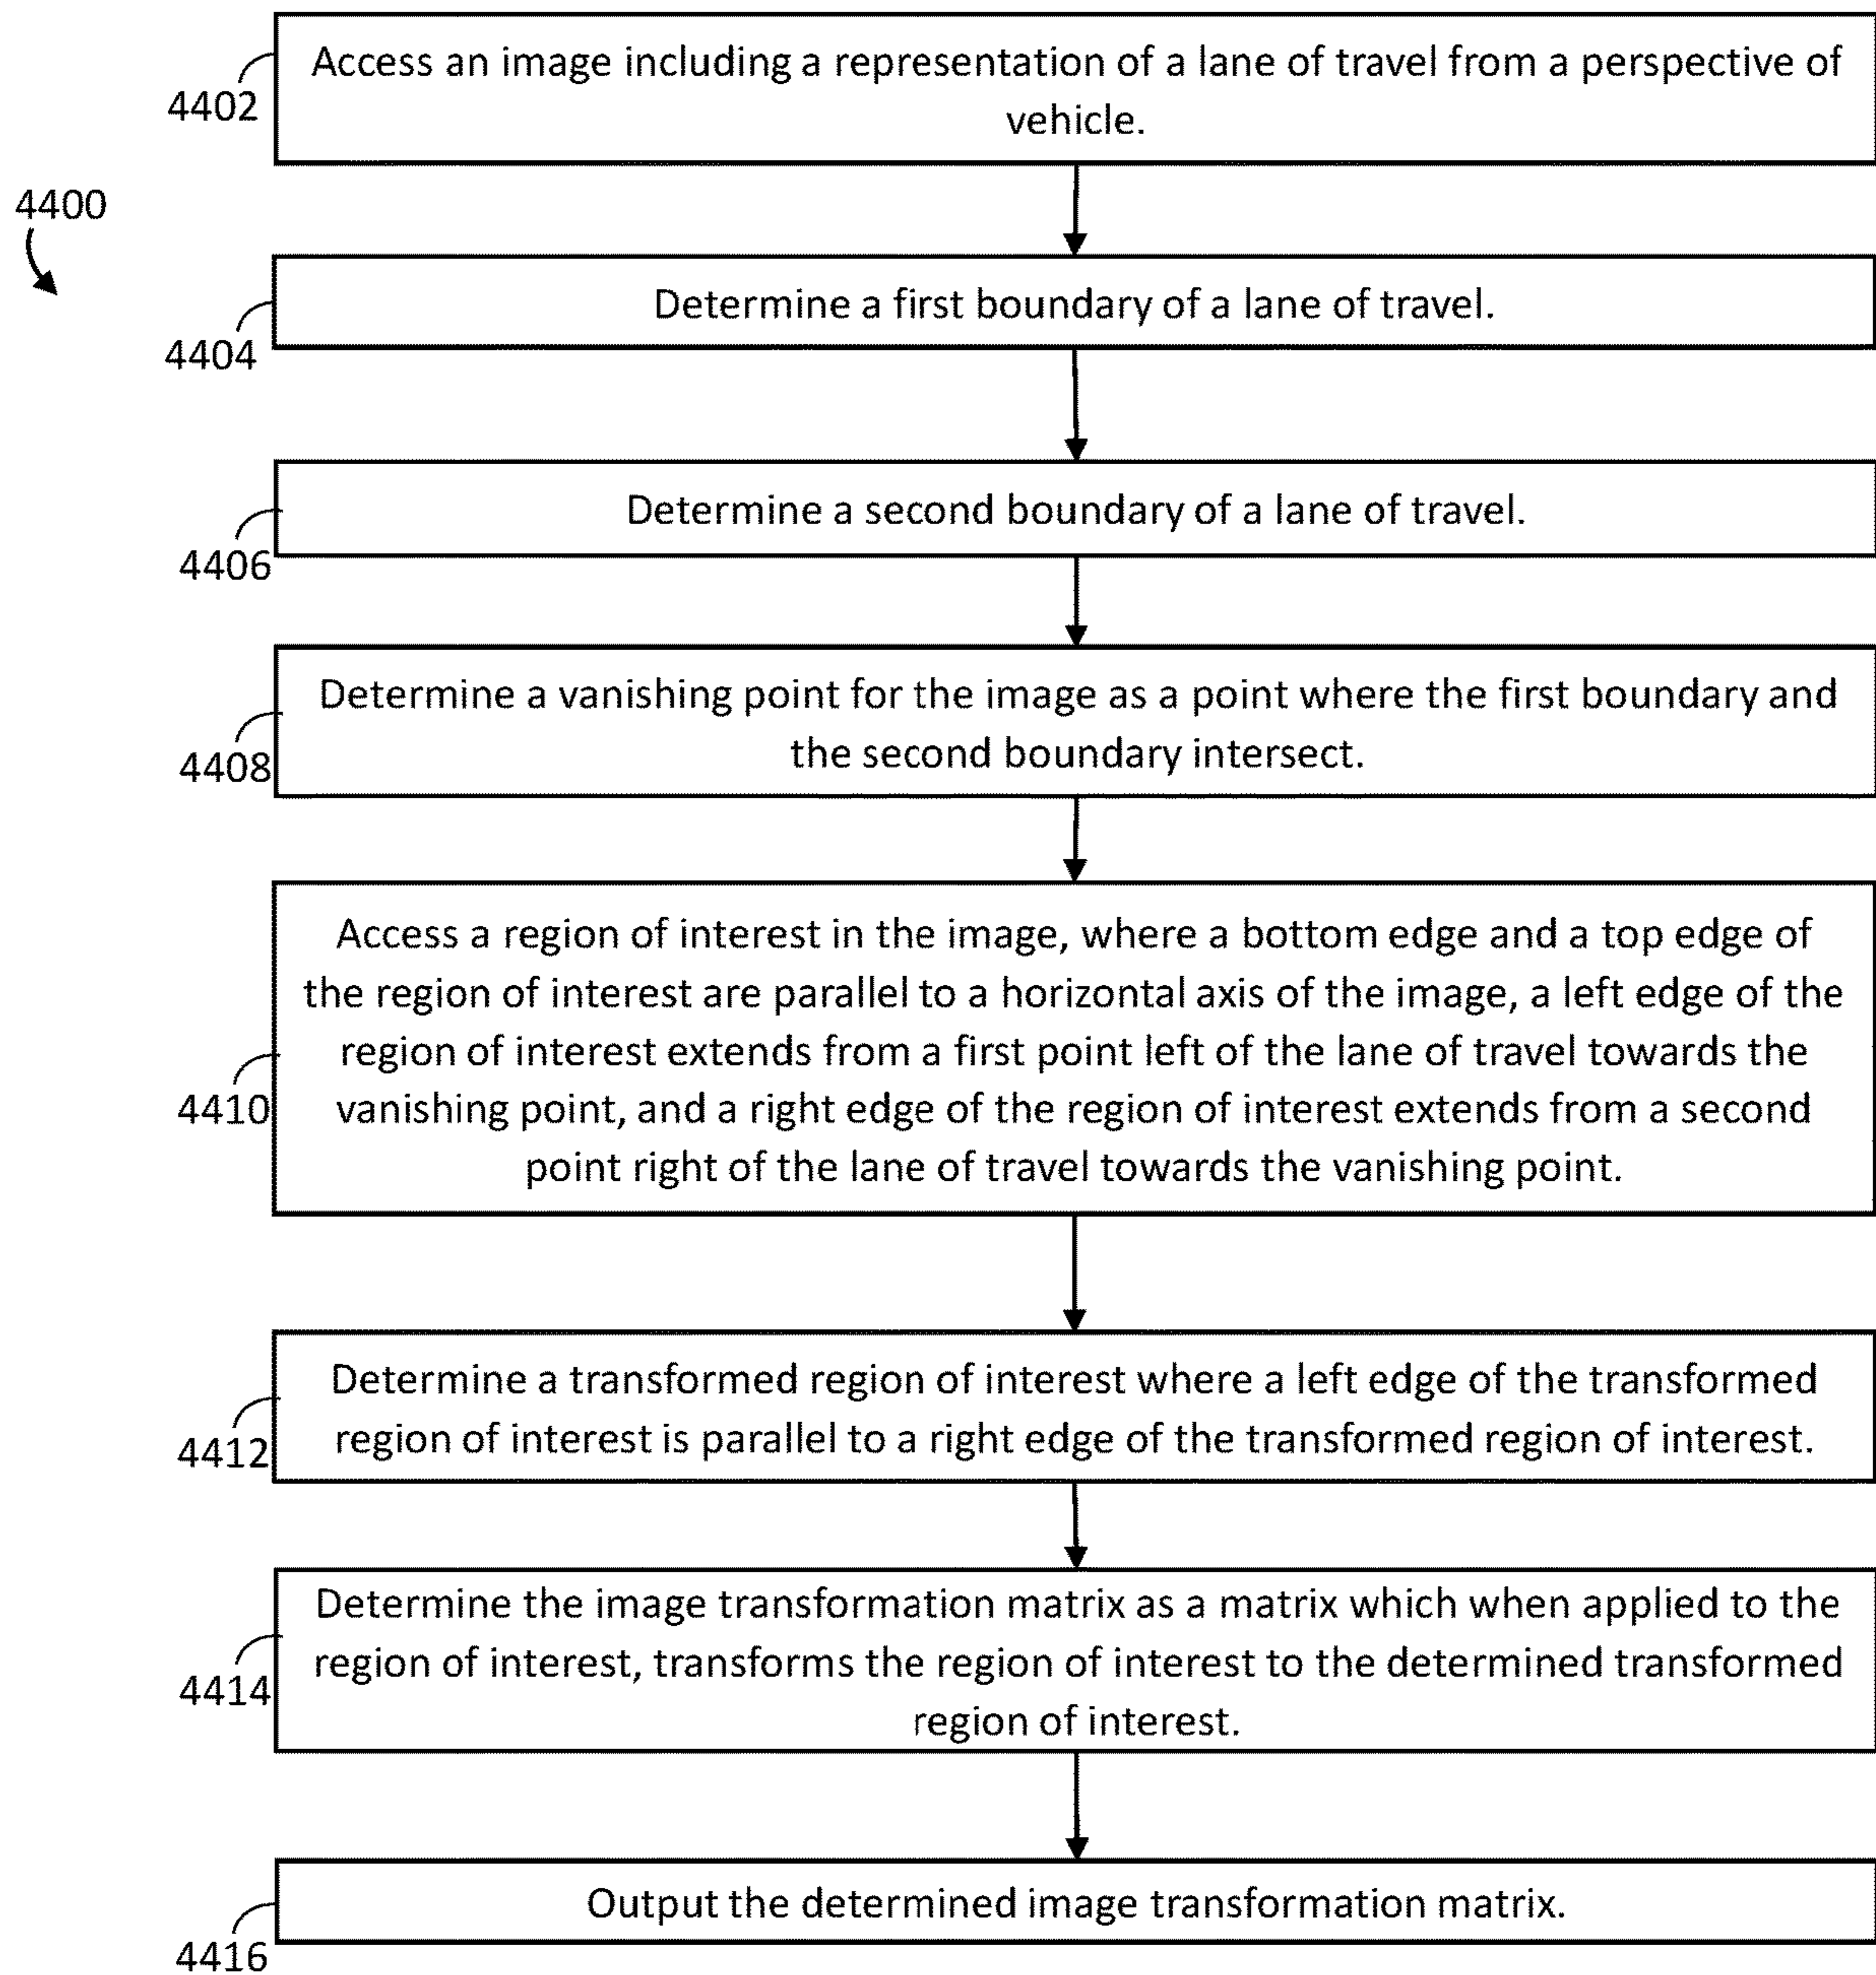 Access an image including a representation of a lane of travel from a perspective of
vehicle.
4402
4400
Determine a first boundary of a lane of travel.
4404
Determine a second boundary of a lane of travel.
4406
Determine a vanishing point for the image as a point where the first boundary and
the second boundary intersect.
4408
Access a region of interest in the image, where a bottom edge and a top edge of
the region of interest are parallel to a horizontal axis of the image, a left edge of the
region of interest extends from a first point left of the lane of travel towards the
vanishing point, and a right edge of the region of interest extends from a second
point right of the lane of travel towards the vanishing point.
4410
Determine a transformed region of interest where a left edge of the transformed
region of interest is parallel to a right edge of the transformed region of interest.
4412
Determine the image transformation matrix as a matrix which when applied to the
region of interest, transforms the region of interest to the determined transformed
region of interest.
4414
Output the determined image transformation matrix.
4416